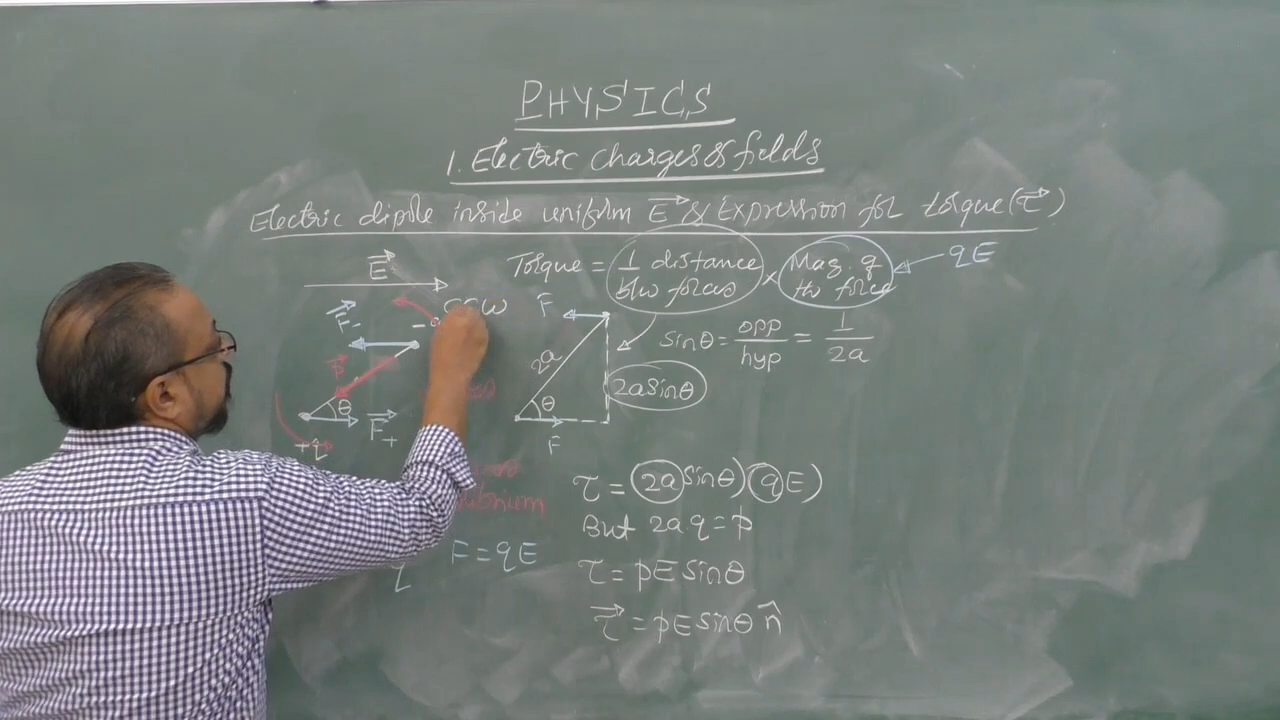 PHYSICS
1. Electric charges & fields
Electric dipole inside uniform E⃗ & Expression for torque (τ⃗)
E⃗
F⃗₋
−
CCW
p⃗
θ
F⃗₊
+q
Torque = ⊥ distance b/w forces × Mag. of the force
qE
F
2a
θ
F
sinθ = opp/hyp = ⊥/2a
2a sinθ
τ = (2a sinθ)(qE)
But 2aq = p
F = qE
τ = pE sinθ
τ⃗ = pE sinθ n̂